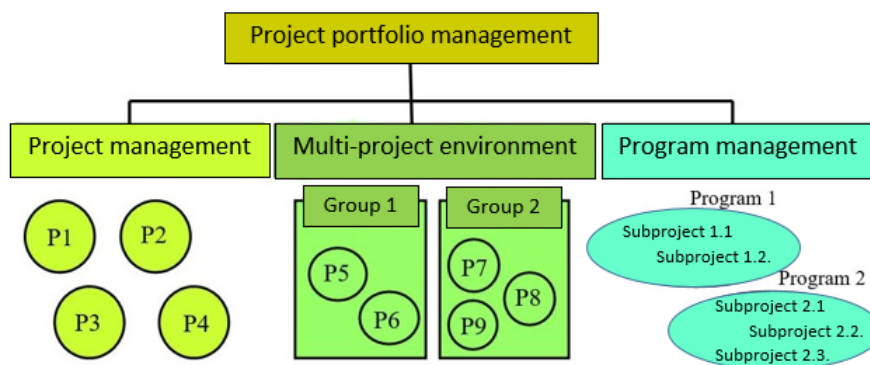 Project portfolio management
Project management
Multi-project environment
Program management
P1
P2
P3
P4
Group 1
P5
P6
Group 2
P7
P8
P9
Program 1
Subproject 1.1
Subproject 1.2.
Program 2
Subproject 2.1
Subproject 2.2.
Subproject 2.3.